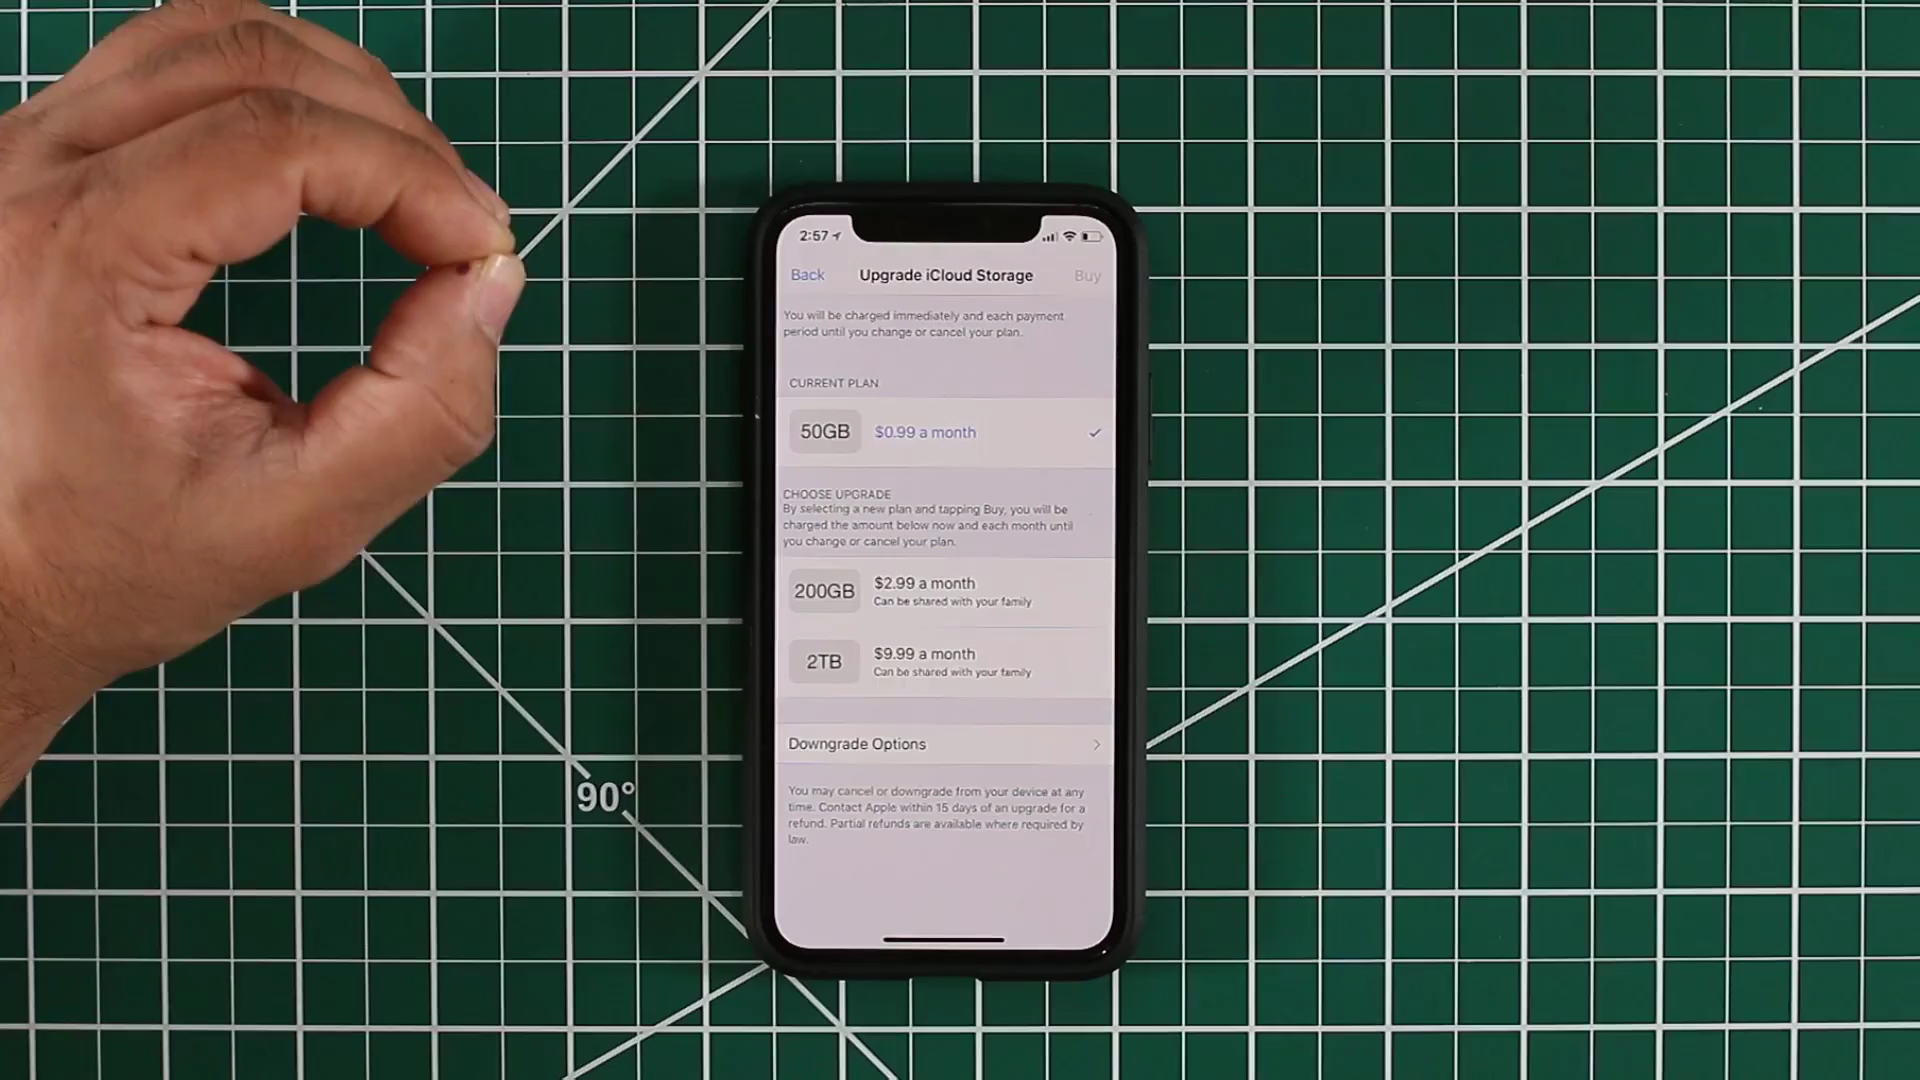 2:57
Back Upgrade iCloud Storage Buy
You will be charged immediately and each payment
period until you change or cancel your plan.
CURRENT PLAN
50GB $0.99 a month
CHOOSE UPGRADE
By selecting a new plan and tapping Buy, you will be
charged the amount below now and each month until
you change or cancel your plan.
200GB $2.99 a month
Can be shared with your family
2TB $9.99 a month
Can be shared with your family
Downgrade Options
You may cancel or downgrade from your device at any
time. Contact Apple within 15 days of an upgrade for a
refund. Partial refunds are available where required by
law.
90°